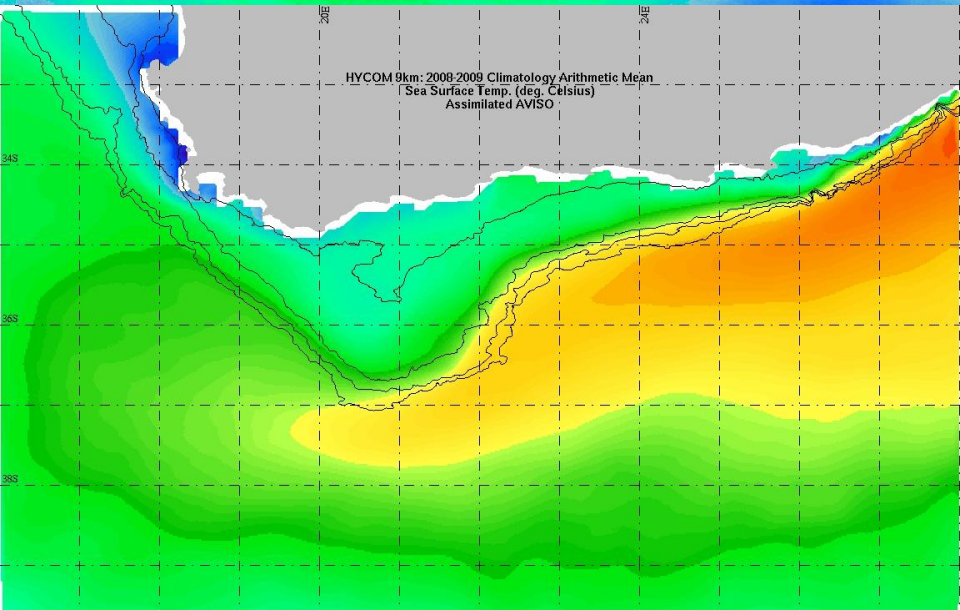 20E
24E
HYCOM 9km: 2008-2009 Climatology Arithmetic Mean
Sea Surface Temp. (deg. Celsius)
Assimilated AVISO
34S
36S
38S